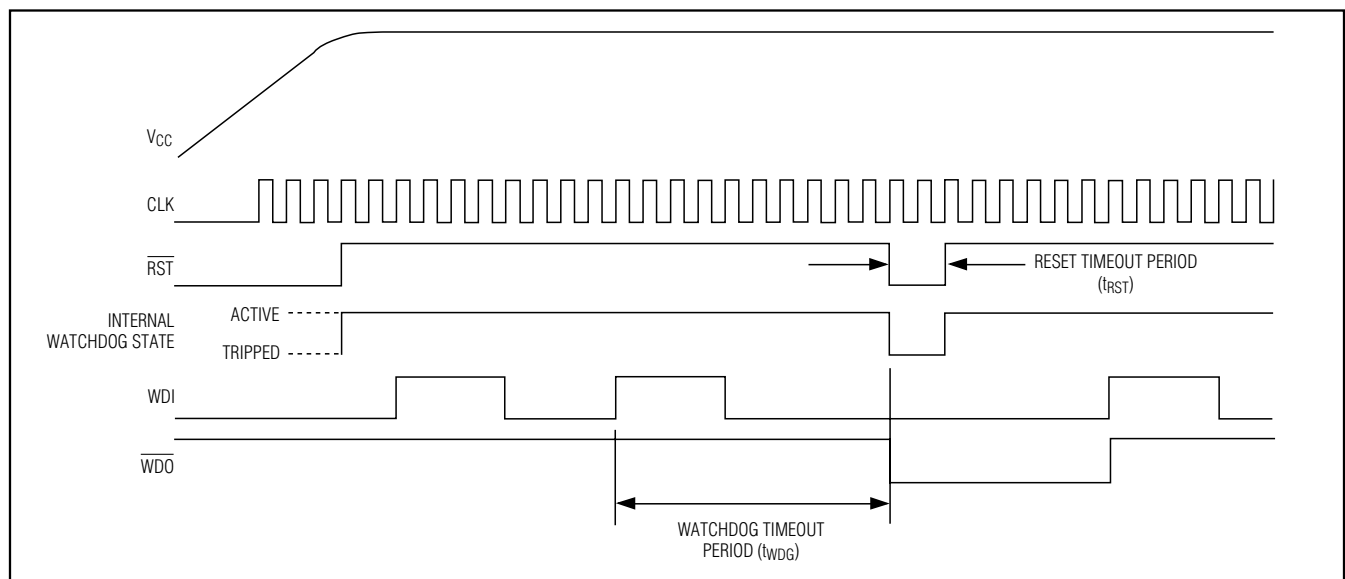 VCC
CLK
RST
RESET TIMEOUT PERIOD
(tRST)
INTERNAL
WATCHDOG STATE
ACTIVE
TRIPPED
WDI
WDO
WATCHDOG TIMEOUT
PERIOD (tWDG)